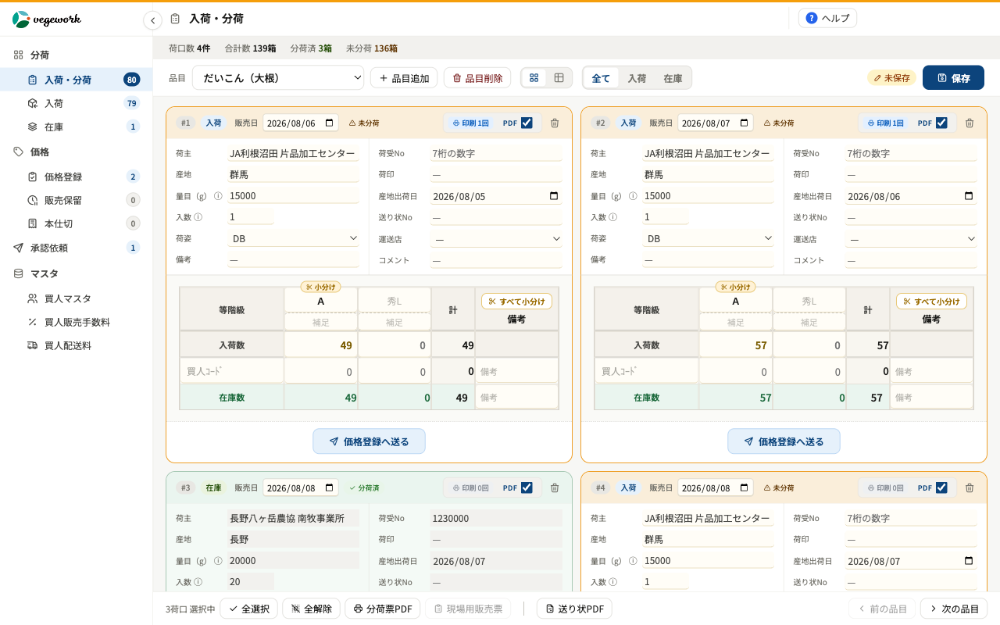 vegework
入荷・分荷
ヘルプ
分荷
入荷・分荷 80
入荷 79
在庫 1
価格
価格登録 2
販売保留 0
本仕切 0
承認依頼 1
マスタ
買人マスタ
買人販売手数料
買人配送料
荷口数 4件 合計数 139箱 分荷済 3箱 未分荷 136箱
品目 だいこん（大根） 品目追加 品目削除 全て 入荷 在庫 未保存 保存
#1 入荷 販売日 2026/08/06 未分荷 印刷 1回 PDF
荷主 JA利根沼田 片品加工センター 荷受No 7桁の数字
産地 群馬 荷印 —
量目（g） 15000 産地出荷日 2026/08/05
入数 1 送り状No —
荷姿 DB 運送店 —
備考 — コメント —
小分け
等階級 A 秀L 計 すべて小分け
補足 補足 備考
入荷数 49 0 49
買人ｺｰﾄﾞ 0 0 0 備考
在庫数 49 0 49 備考
価格登録へ送る
#2 入荷 販売日 2026/08/07 未分荷 印刷 1回 PDF
荷主 JA利根沼田 片品加工センター 荷受No 7桁の数字
産地 群馬 荷印 —
量目（g） 15000 産地出荷日 2026/08/06
入数 1 送り状No —
荷姿 DB 運送店 —
備考 — コメント —
小分け
等階級 A 秀L 計 すべて小分け
補足 補足 備考
入荷数 57 0 57
買人ｺｰﾄﾞ 0 0 0 備考
在庫数 57 0 57 備考
価格登録へ送る
#3 在庫 販売日 2026/08/08 分荷済 印刷 0回 PDF
荷主 長野八ヶ岳農協 南牧事業所 荷受No 1230000
産地 長野 荷印 —
量目（g） 20000 産地出荷日 2026/08/07
入数 20 送り状No —
#4 入荷 販売日 2026/08/08 未分荷 印刷 0回 PDF
荷主 JA利根沼田 片品加工センター 荷受No 7桁の数字
産地 群馬 荷印 —
量目（g） 15000 産地出荷日 2026/08/07
入数 1 送り状No —
3荷口 選択中 全選択 全解除 分荷票PDF 現場用販売票 送り状PDF 前の品目 次の品目